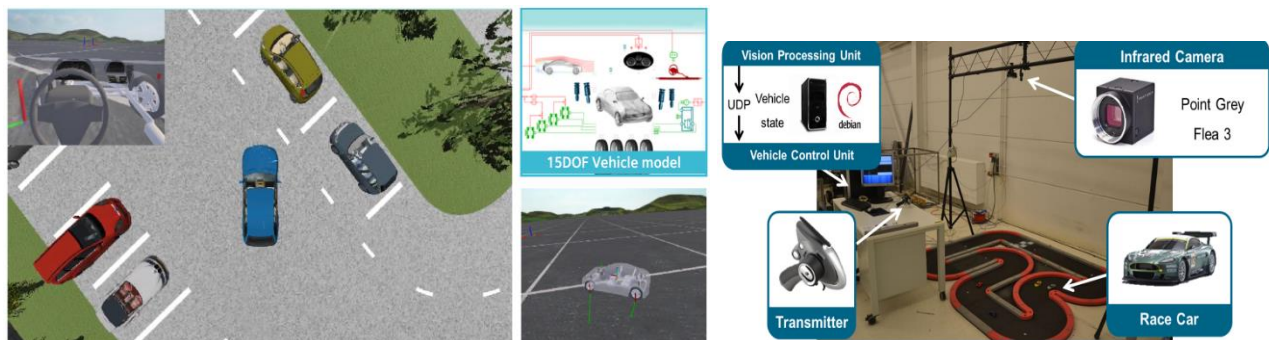 15DOF Vehicle model
Vision Processing Unit
UDP
Vehicle
state
debian
Vehicle Control Unit
Infrared Camera
Point Grey
Flea 3
Transmitter
Race Car